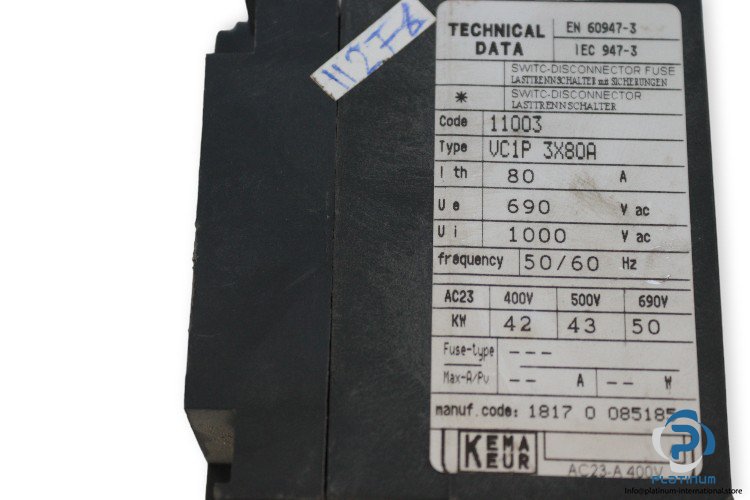 112F6
TECHNICAL DATA
EN 60947-3
IEC 947-3
SWITC-DISCONNECTOR FUSE
LASTTRENNSCHALTER mit SICHERUNGEN
* SWITC-DISCONNECTOR
LASTTRENNSCHALTER
Code 11003
Type VC1P 3X80A
I th 80 A
U e 690 V ac
U i 1000 V ac
frequency 50/60 Hz
AC23 400V 500V 690V
KW 42 43 50
Fuse-type ---
Max-A/Pv -- A -- W
manuf.code: 1817 0 085185
KEMA
KEUR
AC23-A 400V
PLATINUM
Info@platinum-international.store